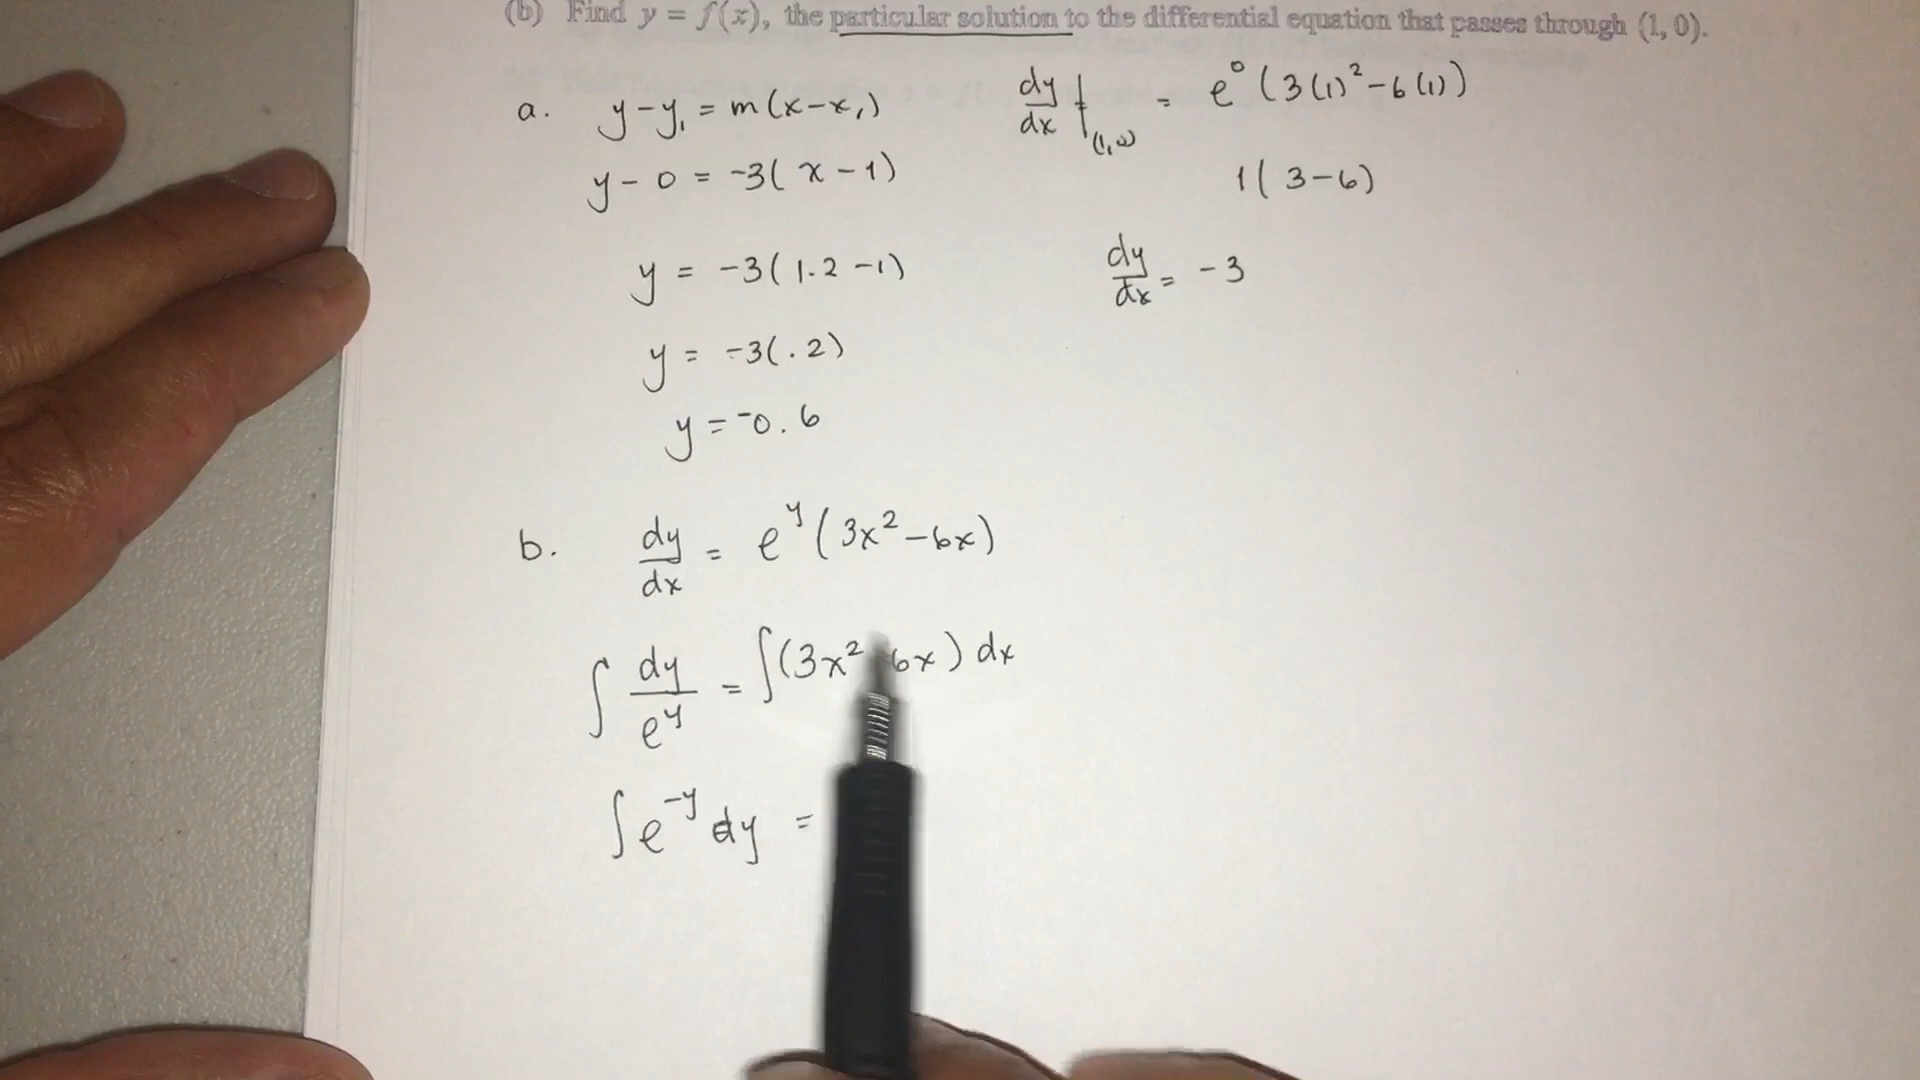 (b) Find y = f(x), the particular solution to the differential equation that passes through (1, 0).
a. y-y₁ = m(x-x₁)
dy/dx |(1,0) = e⁰(3(1)²-6(1))
y-0 = -3(x-1)
1(3-6)
y = -3(1.2-1)
dy/dx = -3
y = -3(.2)
y = -0.6
b. dy/dx = e^y(3x²-6x)
∫ dy/e^y = ∫(3x² 6x) dx
∫e^-y dy =